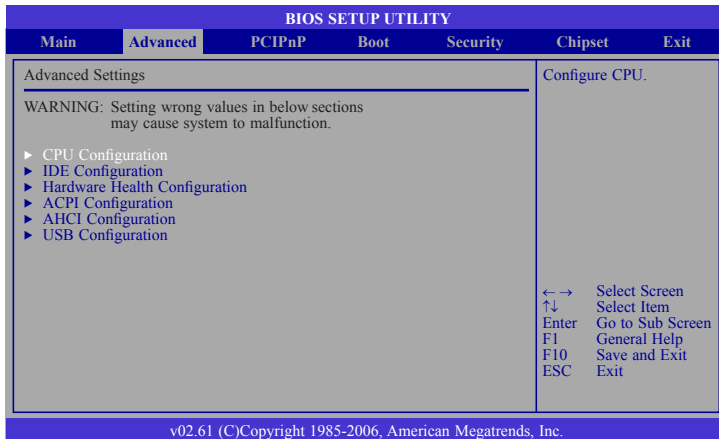 BIOS SETUP UTILITY
Main Advanced PCIPnP Boot Security Chipset Exit
Advanced Settings
WARNING: Setting wrong values in below sections
may cause system to malfunction.
► CPU Configuration
► IDE Configuration
► Hardware Health Configuration
► ACPI Configuration
► AHCI Configuration
► USB Configuration
Configure CPU.
←→ Select Screen
↑↓ Select Item
Enter Go to Sub Screen
F1 General Help
F10 Save and Exit
ESC Exit
v02.61 (C)Copyright 1985-2006, American Megatrends, Inc.